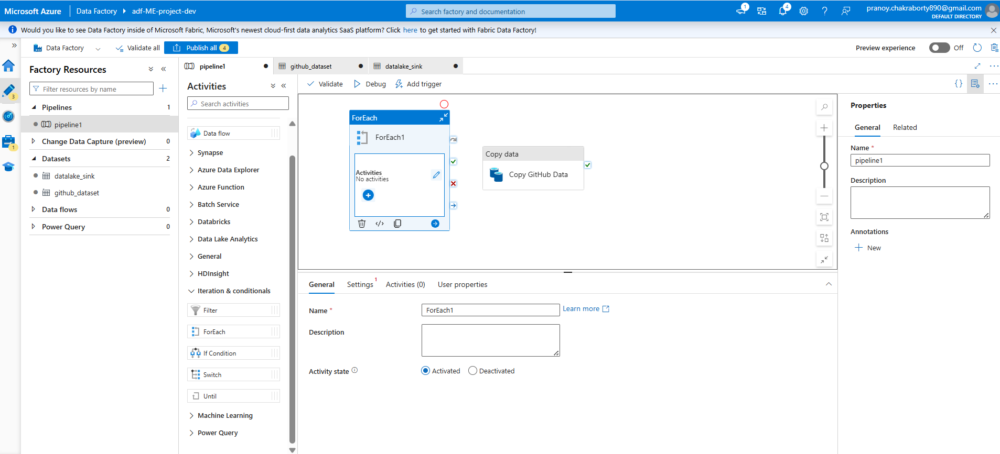 Microsoft Azure Data Factory adf-ME-project-dev Search factory and documentation 1 4 pranoy.chakraborty890@gmail.com
DEFAULT DIRECTORY
Would you like to see Data Factory inside of Microsoft Fabric, Microsoft's newest cloud-first data analytics SaaS platform? Click here to get started with Fabric Data Factory!
Data Factory Validate all Publish all 4 Preview experience Off
Factory Resources
Filter resources by name
3
Pipelines 1
pipeline1
Change Data Capture (preview) 0
1
Datasets 2
datalake_sink
github_dataset
Data flows 0
Power Query 0
pipeline1 github_dataset datalake_sink
Activities
Search activities
Data flow
Synapse
Azure Data Explorer
Azure Function
Batch Service
Databricks
Data Lake Analytics
General
HDInsight
Iteration & conditionals
Filter
ForEach
If Condition
Switch
Until
Machine Learning
Power Query
Validate Debug Add trigger
ForEach
ForEach1
Activities
No activities
Copy data
Copy GitHub Data
General Settings 1 Activities (0) User properties
Name * ForEach1 Learn more
Description
Activity state Activated Deactivated
Properties
General Related
Name *
pipeline1
Description
Annotations
New